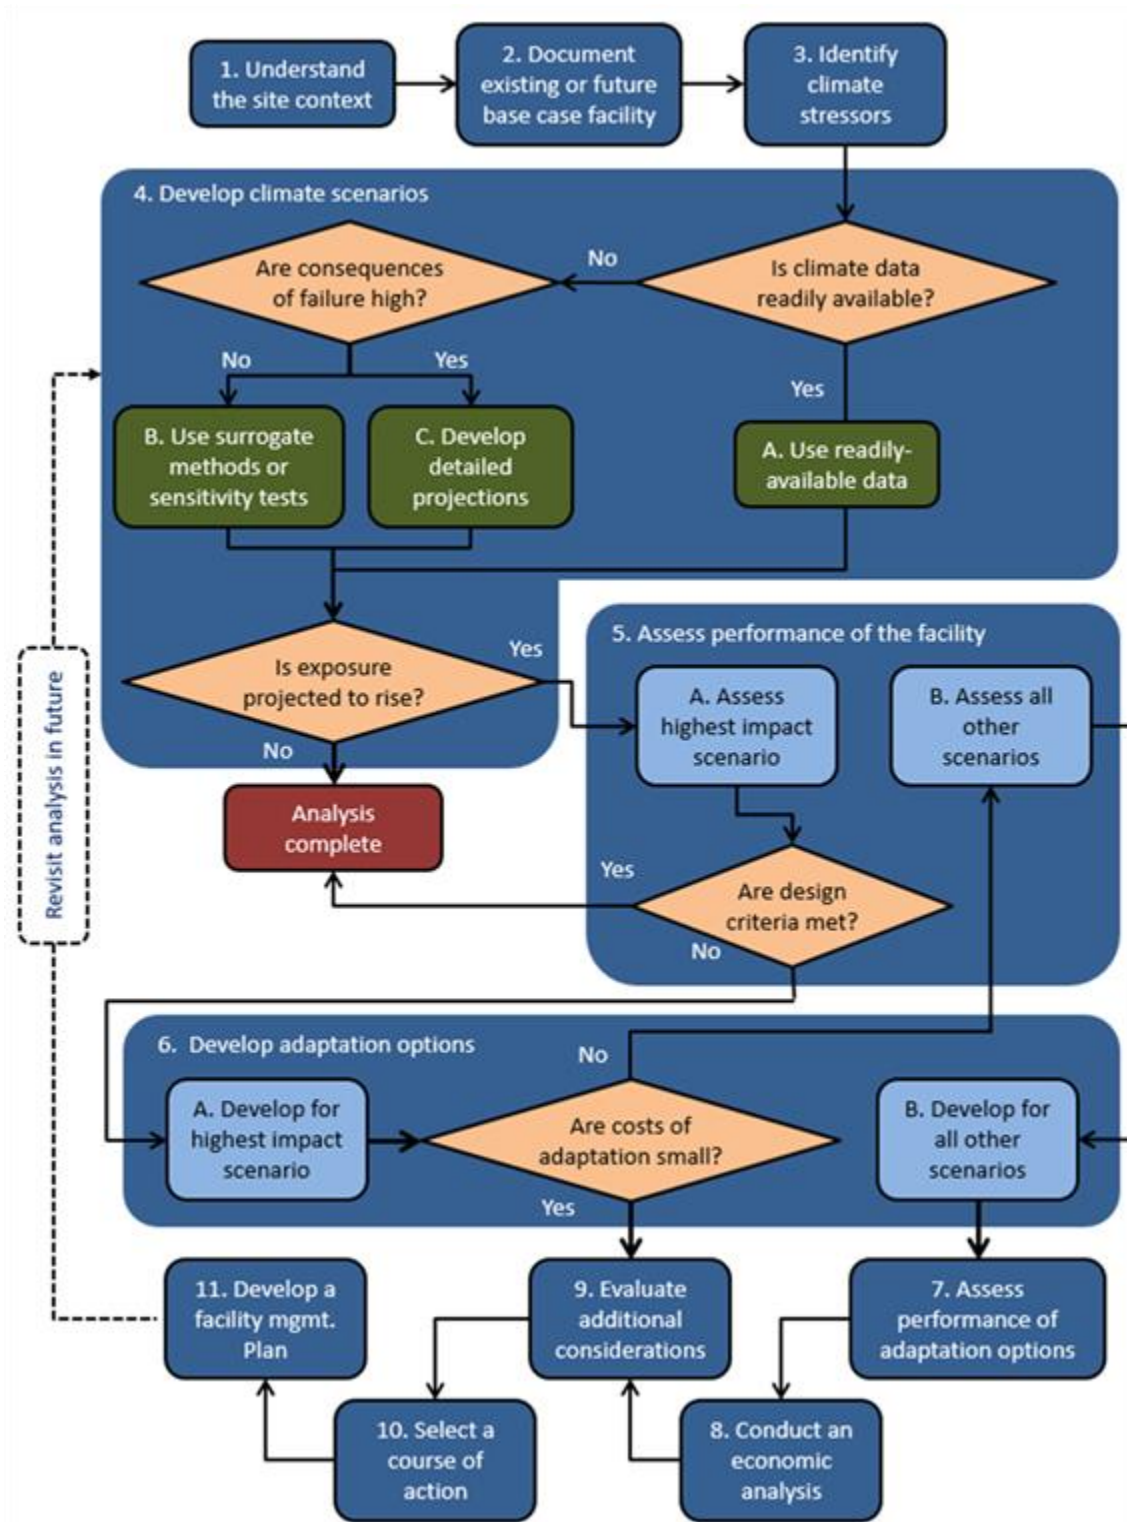 1. Understand
the site context
2. Document
existing or future
base case facility
3. Identify
climate
stressors
4. Develop climate scenarios
Are consequences
of failure high?
No
Is climate data
readily available?
No
Yes
Yes
B. Use surrogate
methods or
sensitivity tests
C. Develop
detailed
projections
A. Use readily-
available data
Is exposure
projected to rise?
Yes
No
Analysis
complete
Revisit analysis in future
5. Assess performance of the facility
A. Assess
highest impact
scenario
B. Assess all
other
scenarios
Yes
Are design
criteria met?
No
6. Develop adaptation options
No
A. Develop for
highest impact
scenario
Are costs of
adaptation small?
B. Develop for
all other
scenarios
Yes
11. Develop a
facility mgmt.
Plan
9. Evaluate
additional
considerations
7. Assess
performance of
adaptation options
10. Select a
course of
action
8. Conduct an
economic
analysis